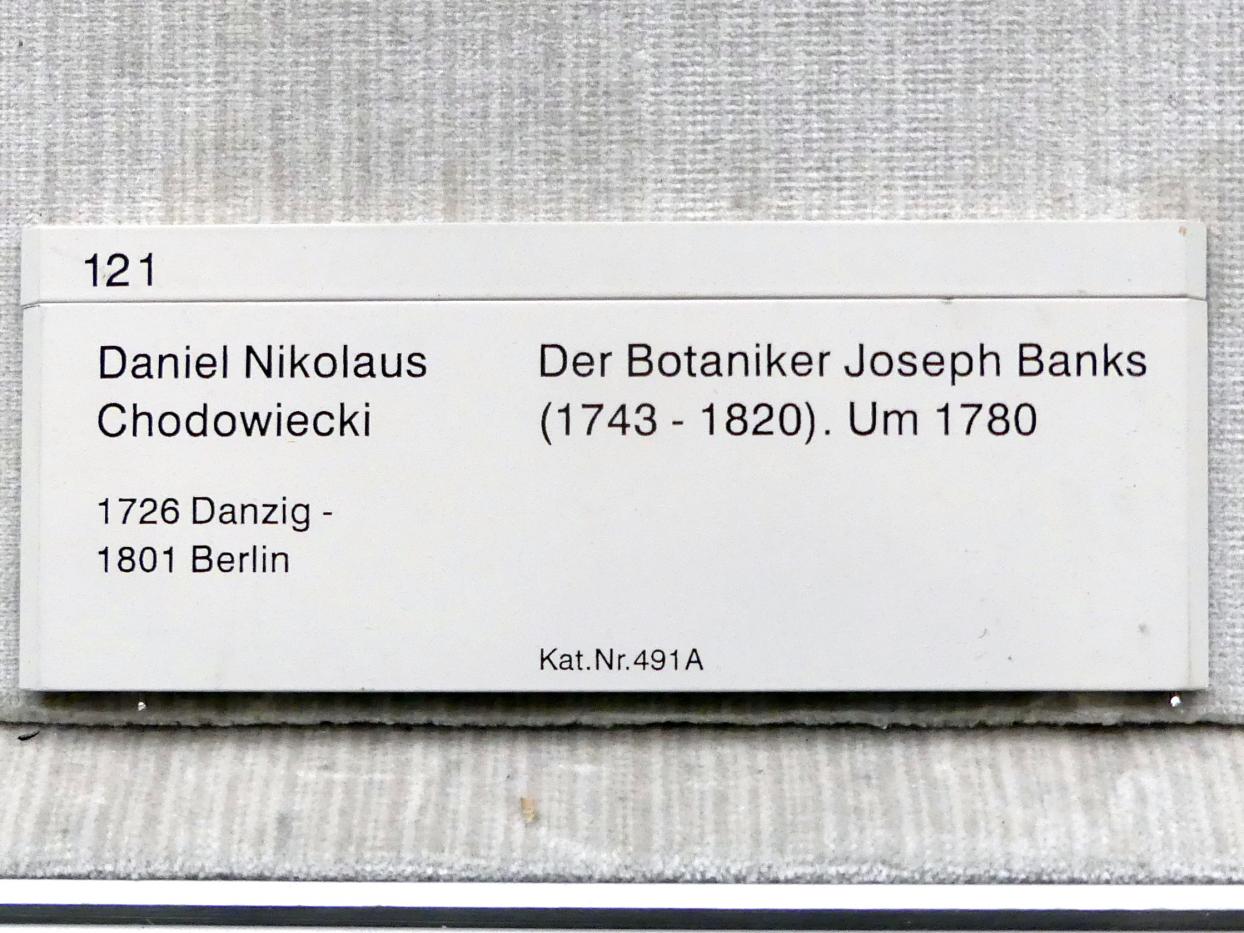 121
Daniel Nikolaus
Chodowiecki
1726 Danzig -
1801 Berlin
Der Botaniker Joseph Banks
(1743 - 1820). Um 1780
Kat.Nr.491A